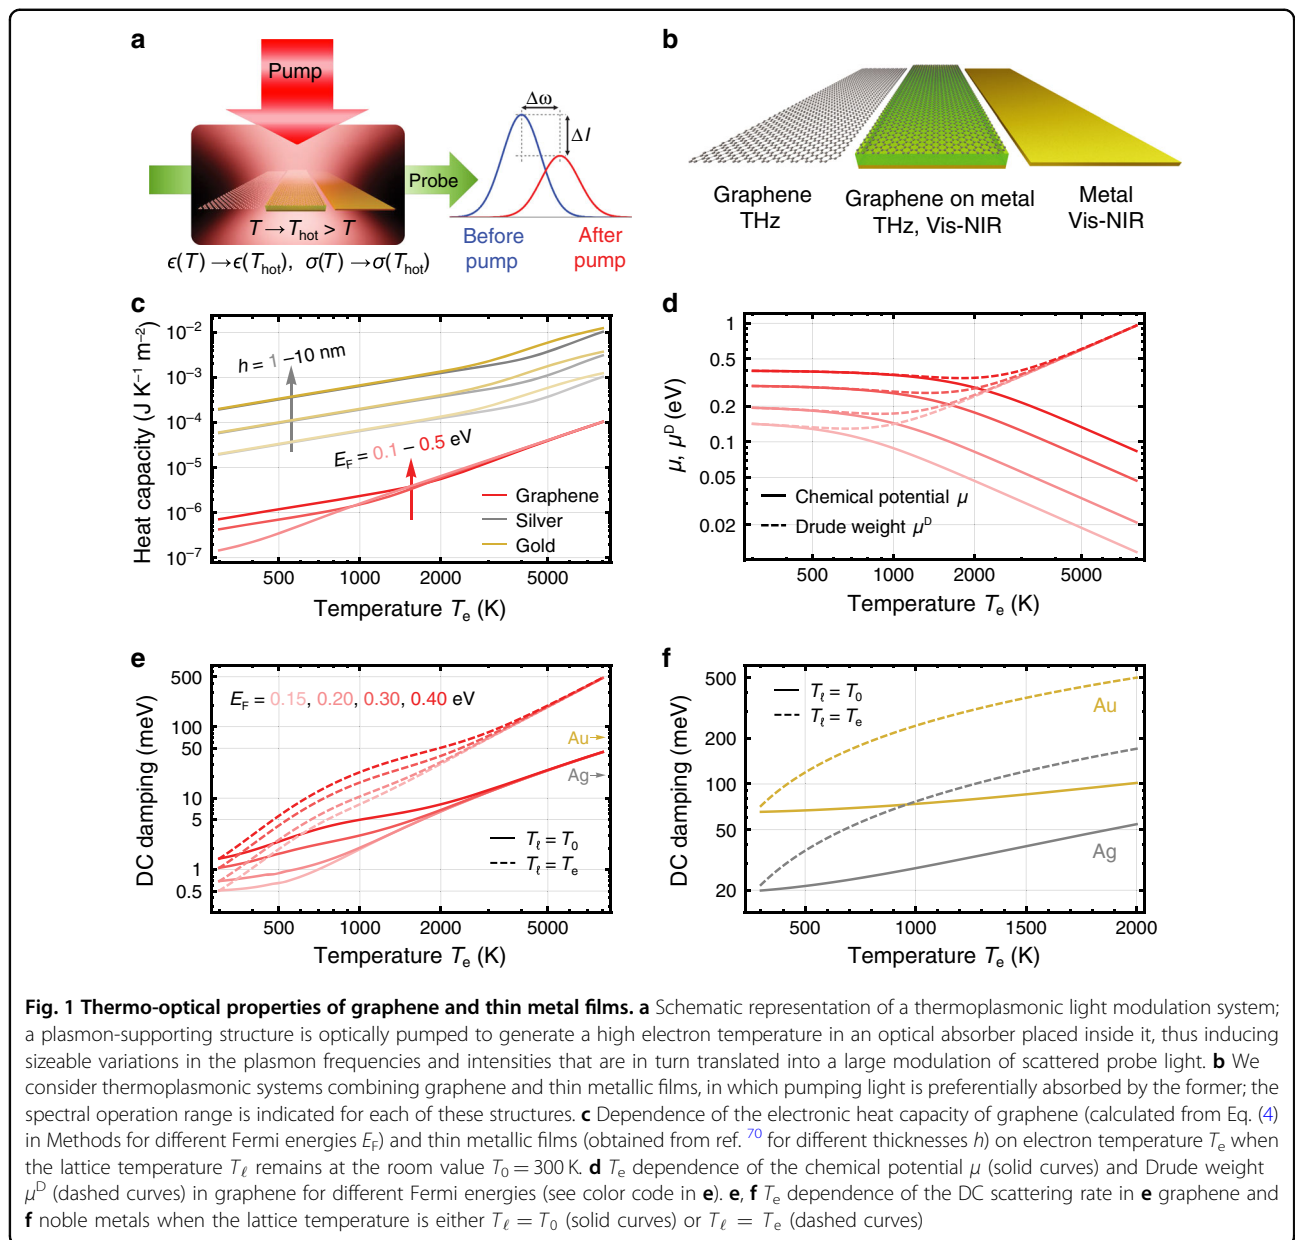 a
Pump
Probe
T → T_hot > T
ϵ(T) → ϵ(T_hot), σ(T) → σ(T_hot)
Δω
ΔI
Before
pump
After
pump
b
Graphene
THz
Graphene on metal
THz, Vis-NIR
Metal
Vis-NIR
c
Heat capacity (J K⁻¹ m⁻²)
10⁻²
10⁻³
10⁻⁴
10⁻⁵
10⁻⁶
10⁻⁷
h = 1 –10 nm
E_F = 0.1 – 0.5 eV
Graphene
Silver
Gold
500 1000 2000 5000
Temperature T_e (K)
d
μ, μᴰ (eV)
1
0.5
0.2
0.1
0.05
0.02
Chemical potential μ
Drude weight μᴰ
500 1000 2000 5000
Temperature T_e (K)
e
DC damping (meV)
500
100
50
10
5
1
0.5
E_F = 0.15, 0.20, 0.30, 0.40 eV
Au
Ag
T_ℓ = T_0
T_ℓ = T_e
500 1000 2000 5000
Temperature T_e (K)
f
DC damping (meV)
500
200
100
50
20
T_ℓ = T_0
T_ℓ = T_e
Au
Ag
500 1000 1500 2000
Temperature T_e (K)
Fig. 1 Thermo-optical properties of graphene and thin metal films. a Schematic representation of a thermoplasmonic light modulation system;
a plasmon-supporting structure is optically pumped to generate a high electron temperature in an optical absorber placed inside it, thus inducing
sizeable variations in the plasmon frequencies and intensities that are in turn translated into a large modulation of scattered probe light. b We
consider thermoplasmonic systems combining graphene and thin metallic films, in which pumping light is preferentially absorbed by the former; the
spectral operation range is indicated for each of these structures. c Dependence of the electronic heat capacity of graphene (calculated from Eq. (4)
in Methods for different Fermi energies E_F) and thin metallic films (obtained from ref. ⁷⁰ for different thicknesses h) on electron temperature T_e when
the lattice temperature T_ℓ remains at the room value T_0 = 300 K. d T_e dependence of the chemical potential μ (solid curves) and Drude weight
μᴰ (dashed curves) in graphene for different Fermi energies (see color code in e). e, f T_e dependence of the DC scattering rate in e graphene and
f noble metals when the lattice temperature is either T_ℓ = T_0 (solid curves) or T_ℓ = T_e (dashed curves)